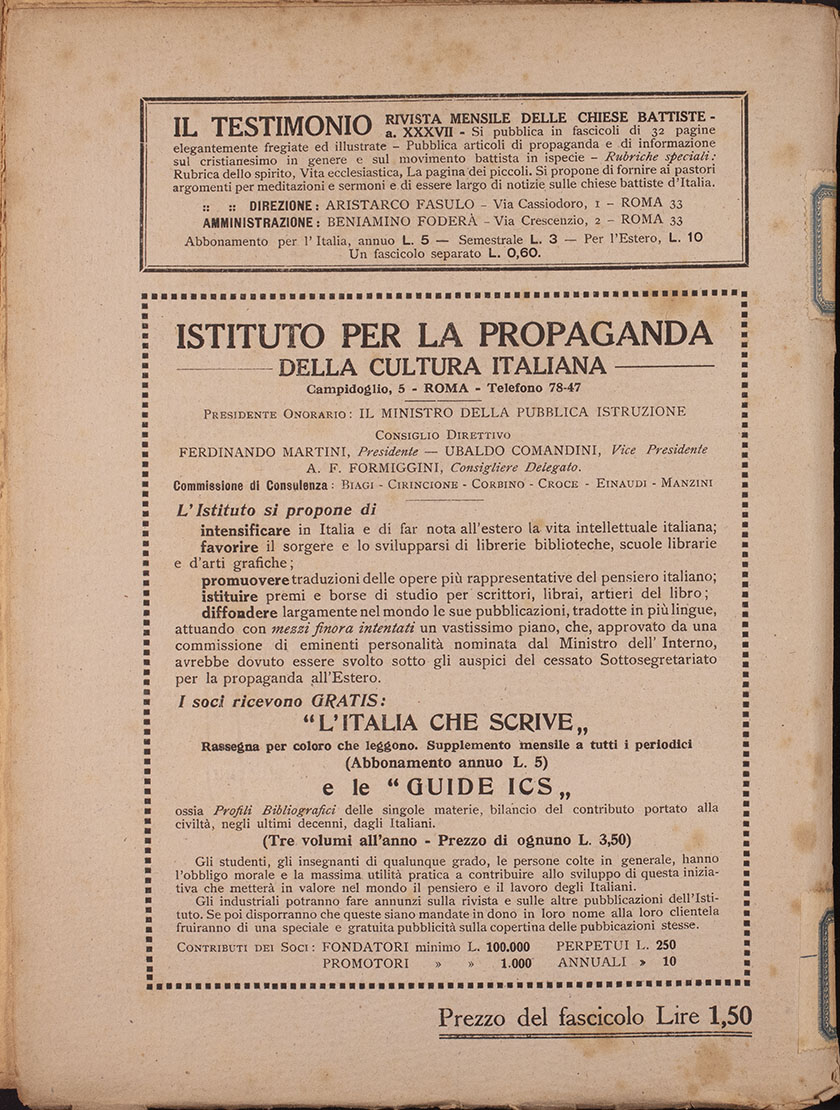 IL TESTIMONIO RIVISTA MENSILE DELLE CHIESE BATTISTE -
a. XXXVII - Si pubblica in fascicoli di 32 pagine
elegantemente fregiate ed illustrate – Pubblica articoli di propaganda e di informazione
sul cristianesimo in genere e sul movimento battista in ispecie – Rubriche speciali:
Rubrica dello spirito, Vita ecclesiastica, La pagina dei piccoli. Si propone di fornire ai pastori
argomenti per meditazioni e sermoni e di essere largo di notizie sulle chiese battiste d'Italia.
:: :: DIREZIONE: ARISTARCO FASULO – Via Cassiodoro, 1 – ROMA 33
AMMINISTRAZIONE: BENIAMINO FODERÀ – Via Crescenzio, 2 – ROMA 33
Abbonamento per l'Italia, annuo L. 5 — Semestrale L. 3 — Per l'Estero, L. 10
Un fascicolo separato L. 0,60.
ISTITUTO PER LA PROPAGANDA
DELLA CULTURA ITALIANA
Campidoglio, 5 - ROMA - Telefono 78-47
PRESIDENTE ONORARIO: IL MINISTRO DELLA PUBBLICA ISTRUZIONE
CONSIGLIO DIRETTIVO
FERDINANDO MARTINI, Presidente — UBALDO COMANDINI, Vice Presidente
A. F. FORMIGGINI, Consigliere Delegato.
Commissione di Consulenza: BIAGI - CIRINCIONE - CORBINO - CROCE - EINAUDI - MANZINI
L'Istituto si propone di
intensificare in Italia e di far nota all'estero la vita intellettuale italiana;
favorire il sorgere e lo svilupparsi di librerie biblioteche, scuole librarie
e d'arti grafiche;
promuovere traduzioni delle opere più rappresentative del pensiero italiano;
istituire premi e borse di studio per scrittori, librai, artieri del libro;
diffondere largamente nel mondo le sue pubblicazioni, tradotte in più lingue,
attuando con mezzi finora intentati un vastissimo piano, che, approvato da una
commissione di eminenti personalità nominata dal Ministro dell'Interno,
avrebbe dovuto essere svolto sotto gli auspici del cessato Sottosegretariato
per la propaganda all'Estero.
I soci ricevono GRATIS:
“L'ITALIA CHE SCRIVE„
Rassegna per coloro che leggono. Supplemento mensile a tutti i periodici
(Abbonamento annuo L. 5)
e le “GUIDE ICS„
ossia Profili Bibliografici delle singole materie, bilancio del contributo portato alla
civiltà, negli ultimi decenni, dagli Italiani.
(Tre volumi all'anno - Prezzo di ognuno L. 3,50)
Gli studenti, gli insegnanti di qualunque grado, le persone colte in generale, hanno
l'obbligo morale e la massima utilità pratica a contribuire allo sviluppo di questa inizia-
tiva che metterà in valore nel mondo il pensiero e il lavoro degli Italiani.
Gli industriali potranno fare annunzi sulla rivista e sulle altre pubblicazioni dell'Isti-
tuto. Se poi disporranno che queste siano mandate in dono in loro nome alla loro clientela
fruiranno di una speciale e gratuita pubblicità sulla copertina delle pubbicazioni stesse.
CONTRIBUTI DEI SOCI: FONDATORI minimo L. 100.000 PERPETUI L. 250
PROMOTORI » » 1.000 ANNUALI » 10
Prezzo del fascicolo Lire 1,50